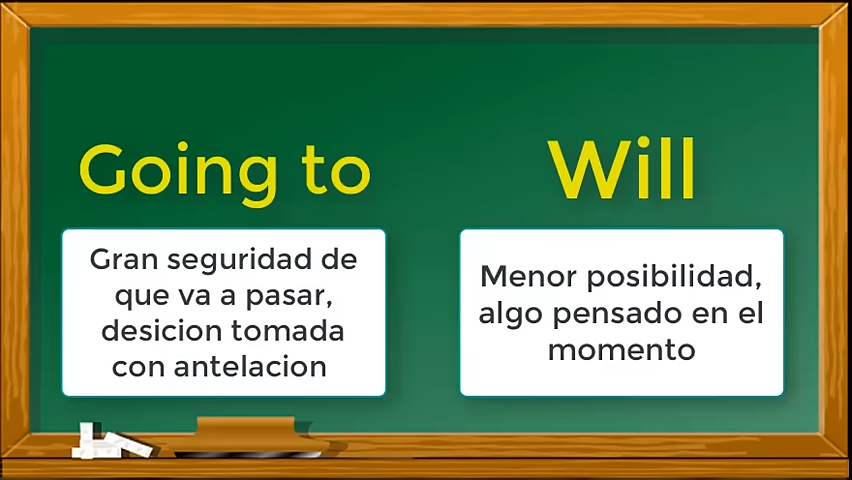 Going to
Gran seguridad de
que va a pasar,
desicion tomada
con antelacion
Will
Menor posibilidad,
algo pensado en el
momento